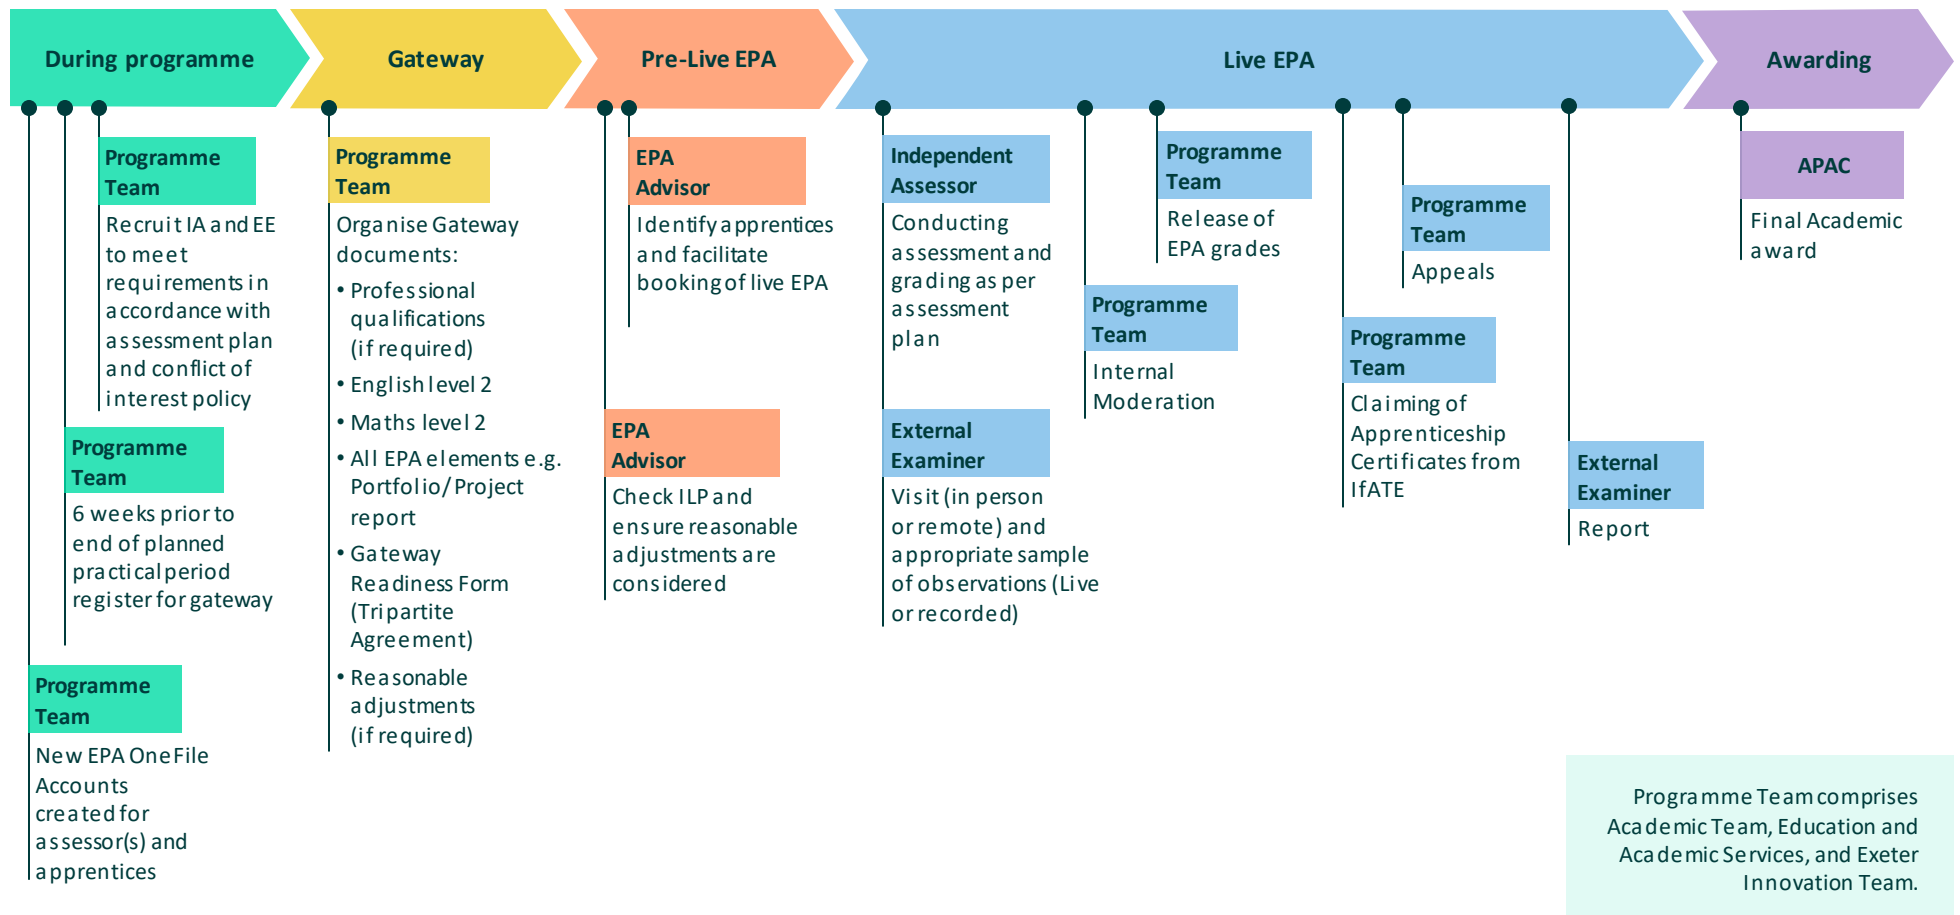 During programme
Gateway
Pre-Live EPA
Live EPA
Awarding
Programme
Team
Recruit IA and EE
to meet
requirements in
accordance with
assessment plan
and conflict of
interest policy
Programme
Team
6 weeks prior to
end of planned
practical period
register for gateway
Programme
Team
New EPA OneFile
Accounts
created for
assessor(s) and
apprentices
Programme
Team
Organise Gateway
documents:
• Professional
qualifications
(if required)
• English level 2
• Maths level 2
• All EPA elements e.g.
Portfolio/Project
report
• Gateway
Readiness Form
(Tripartite
Agreement)
• Reasonable
adjustments
(if required)
EPA
Advisor
Identify apprentices
and facilitate
booking of live EPA
EPA
Advisor
Check ILP and
ensure reasonable
adjustments are
considered
Independent
Assessor
Conducting
assessment and
grading as per
assessment
plan
External
Examiner
Visit (in person
or remote) and
appropriate sample
of observations (Live
or recorded)
Programme
Team
Internal
Moderation
Programme
Team
Release of
EPA grades
Programme
Team
Claiming of
Apprenticeship
Certificates from
IfATE
Programme
Team
Appeals
External
Examiner
Report
APAC
Final Academic
award
Programme Team comprises
Academic Team, Education and
Academic Services, and Exeter
Innovation Team.